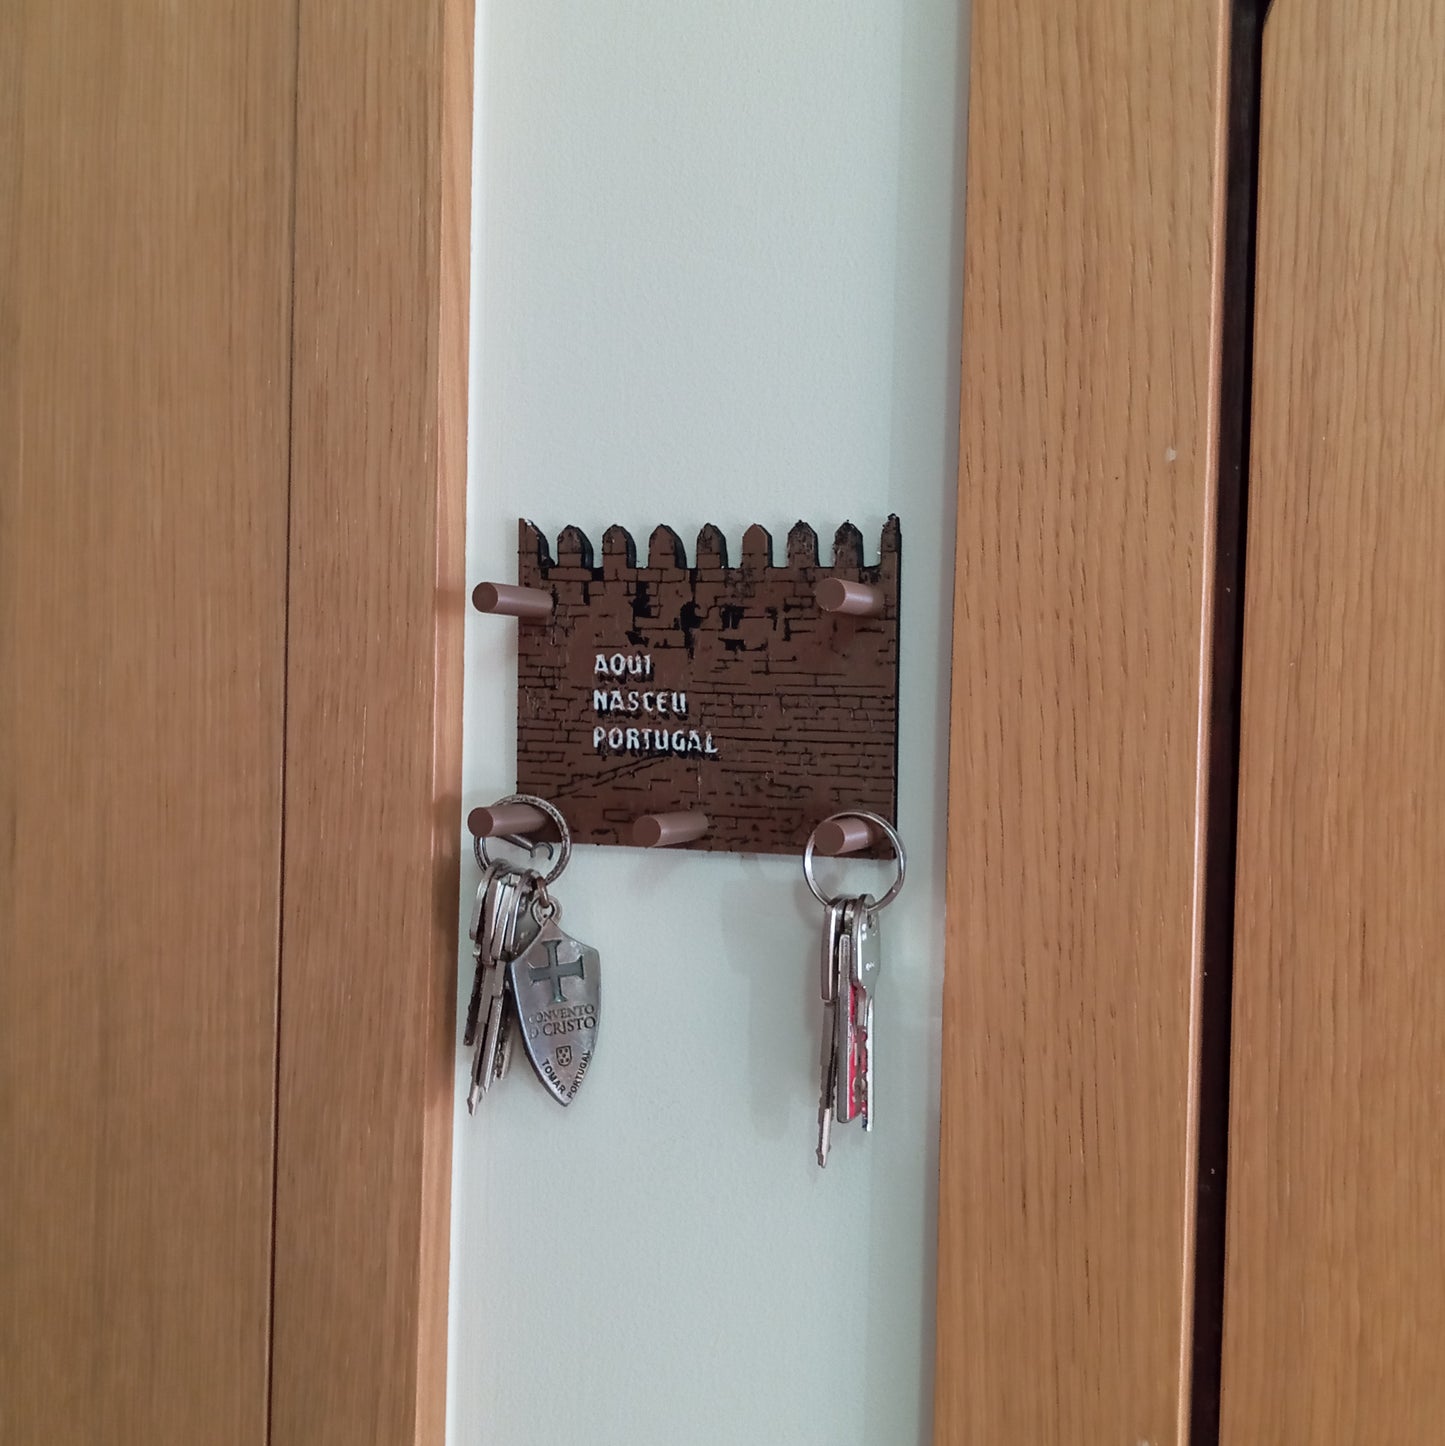 AQUI
NASCEU
PORTUGAL
CONVENTO
D CRISTO
TOMAR
PORTUGAL